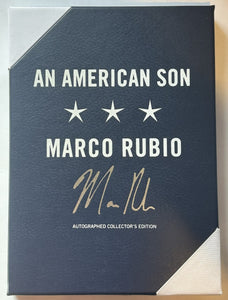 AN AMERICAN SON
MARCO RUBIO
AUTOGRAPHED COLLECTOR'S EDITION